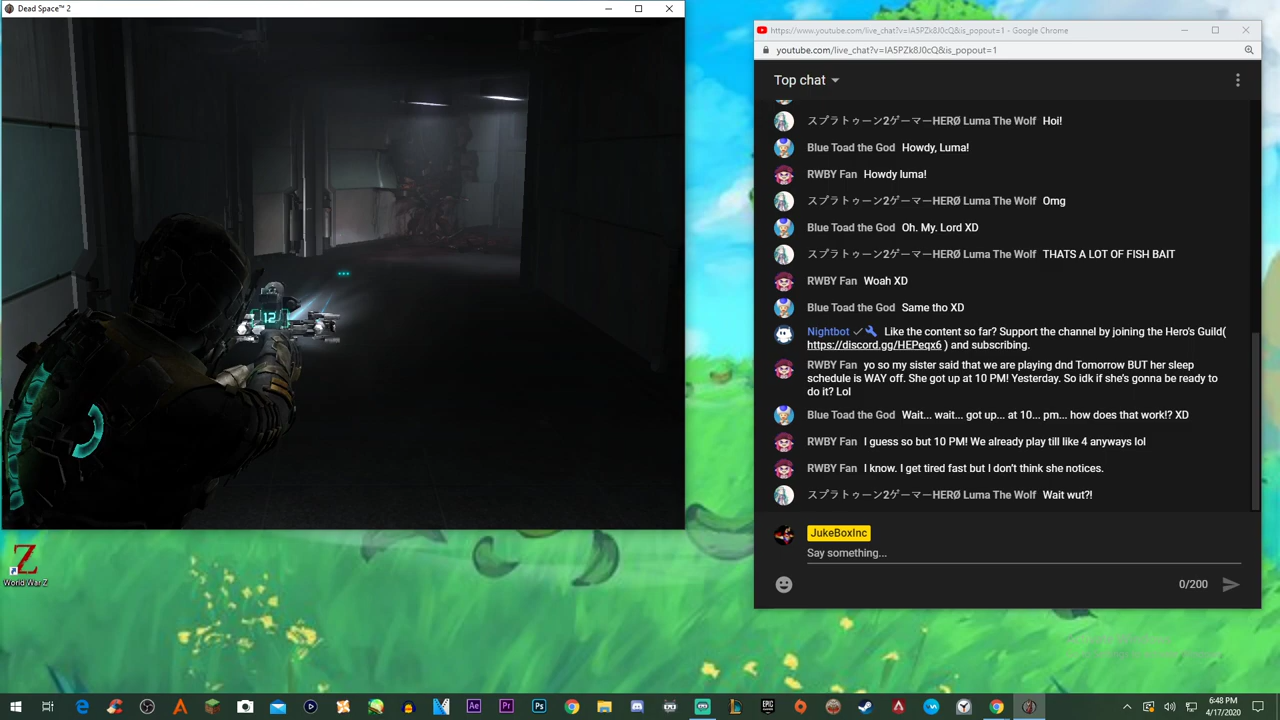 Dead Space™ 2
https://www.youtube.com/live_chat?v=IA5PZk8J0cQ&is_popout=1 - Google Chrome
youtube.com/live_chat?v=IA5PZk8J0cQ&is_popout=1
Top chat
スプラトゥーン2ゲーマーHERØ Luma The Wolf Hoi!
Blue Toad the God Howdy, Luma!
RWBY Fan Howdy luma!
スプラトゥーン2ゲーマーHERØ Luma The Wolf Omg
Blue Toad the God Oh. My. Lord XD
スプラトゥーン2ゲーマーHERØ Luma The Wolf THATS A LOT OF FISH BAIT
RWBY Fan Woah XD
Blue Toad the God Same tho XD
Nightbot Like the content so far? Support the channel by joining the Hero's Guild(
https://discord.gg/HEPeqx6 ) and subscribing.
RWBY Fan yo so my sister said that we are playing dnd Tomorrow BUT her sleep
schedule is WAY off. She got up at 10 PM! Yesterday. So idk if she's gonna be ready to
do it? Lol
Blue Toad the God Wait... wait... got up... at 10... pm... how does that work!? XD
RWBY Fan I guess so but 10 PM! We already play till like 4 anyways lol
RWBY Fan I know. I get tired fast but I don't think she notices.
スプラトゥーン2ゲーマーHERØ Luma The Wolf Wait wut?!
JukeBoxInc
Say something...
0/200
12
Z
World War Z
Ae
Pr
Ps
EPIC
6:48 PM
4/17/2020